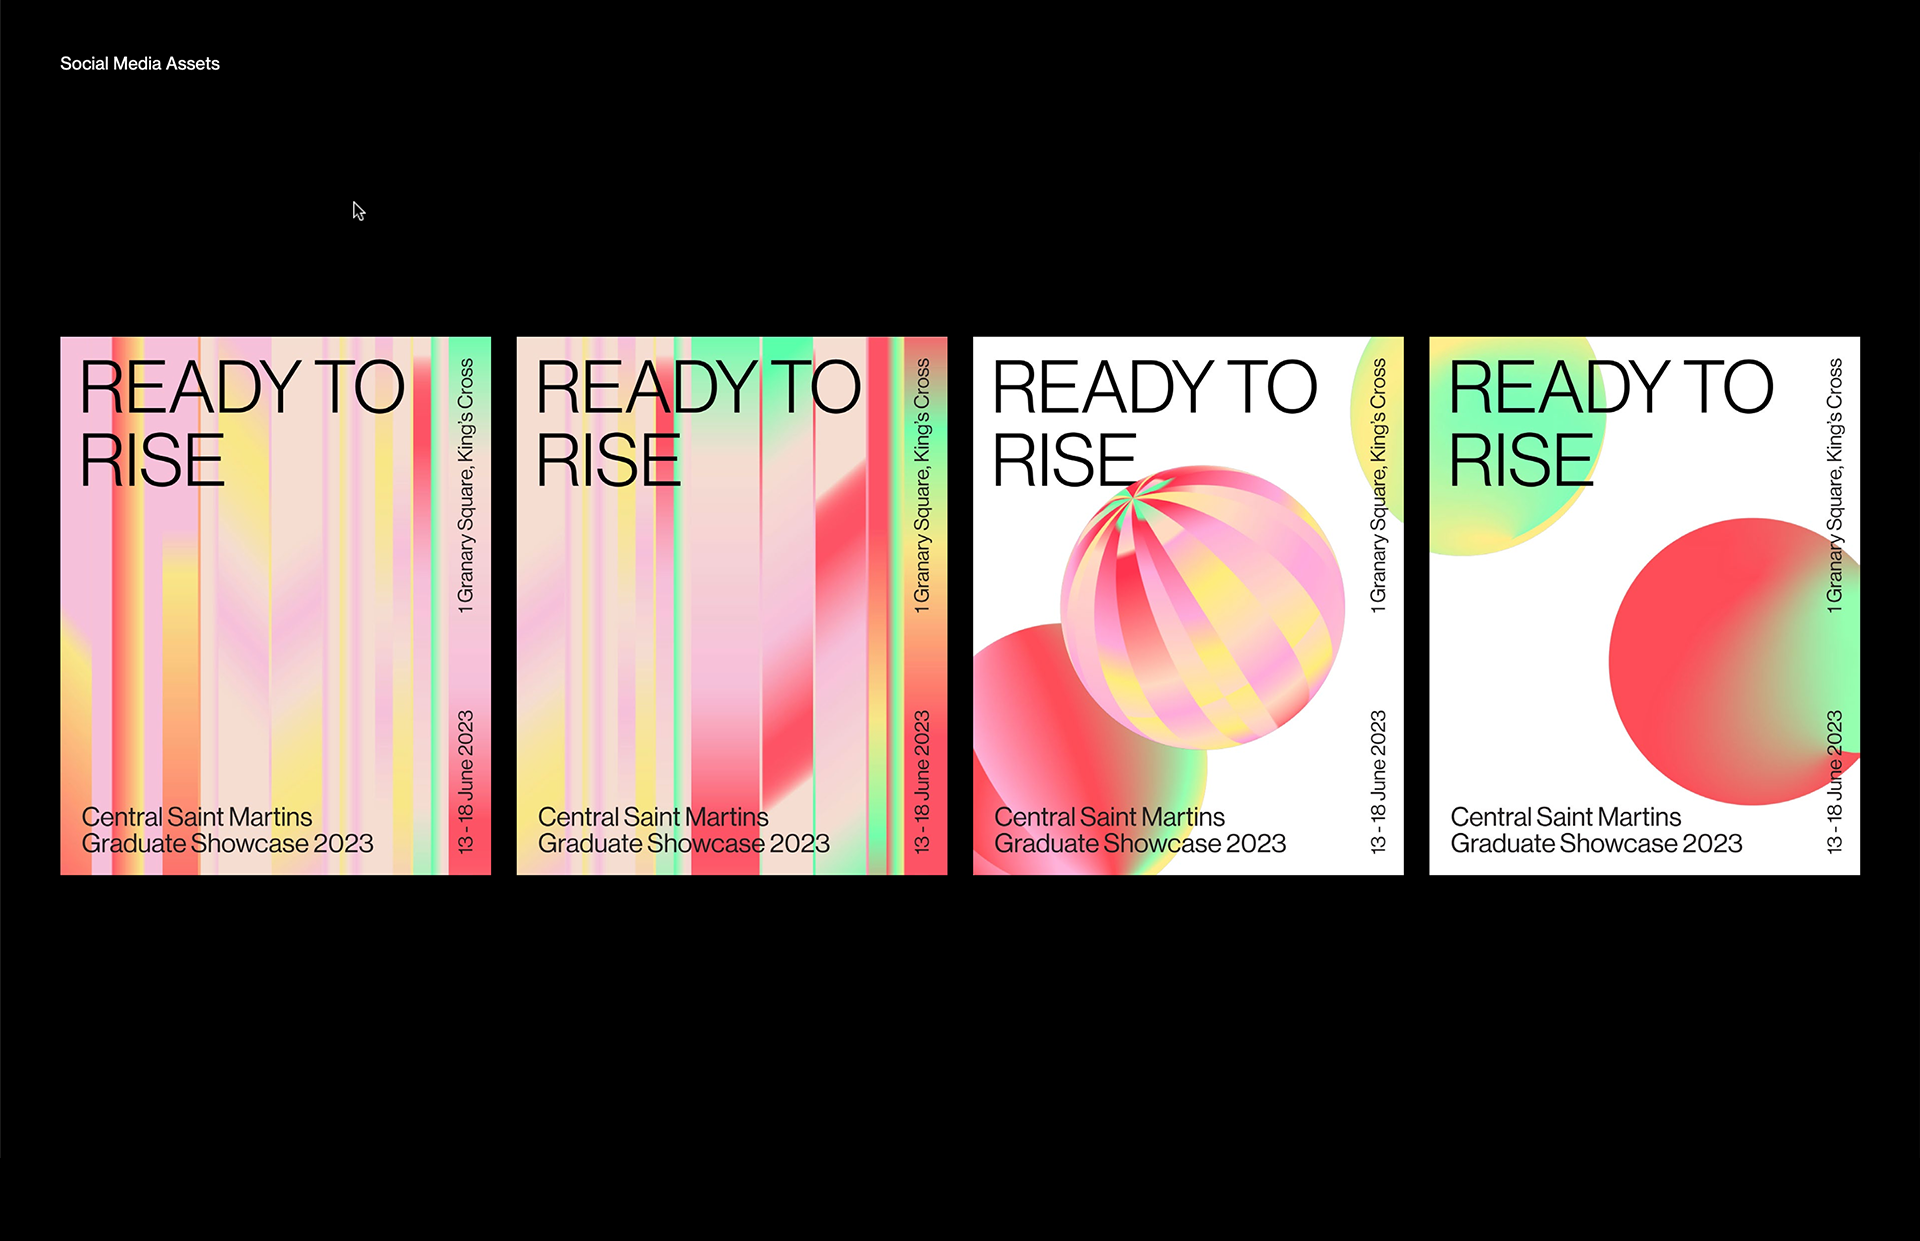 Social Media Assets
READY TO
RISE
1 Granary Square, King's Cross
13 - 18 June 2023
Central Saint Martins
Graduate Showcase 2023
READY TO
RISE
1 Granary Square, King's Cross
13 - 18 June 2023
Central Saint Martins
Graduate Showcase 2023
READY TO
RISE
1 Granary Square, King's Cross
13 - 18 June 2023
Central Saint Martins
Graduate Showcase 2023
READY TO
RISE
1 Granary Square, King's Cross
13 - 18 June 2023
Central Saint Martins
Graduate Showcase 2023